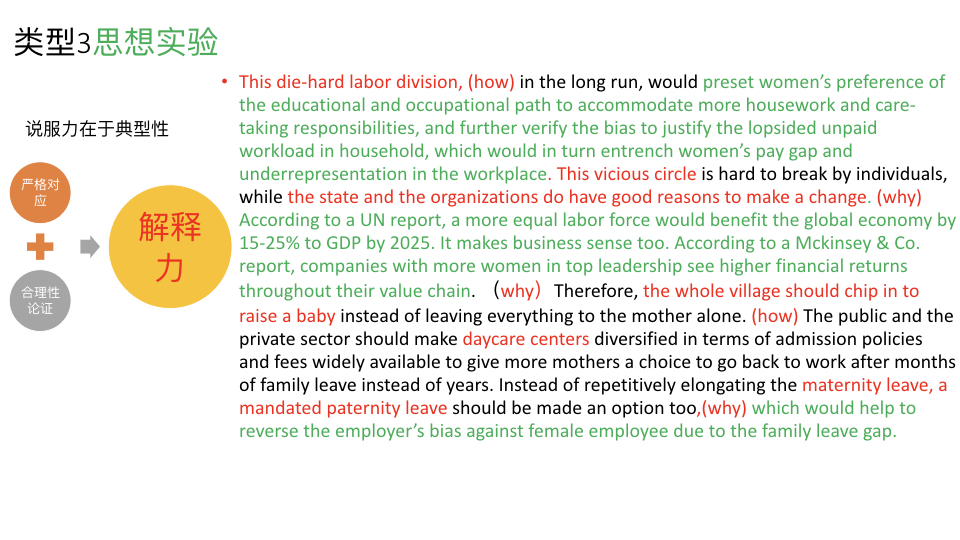 类型3思想实验
说服力在于典型性
严格对
应
合理性
论证
解释
力
• This die-hard labor division, (how) in the long run, would preset women’s preference of
the educational and occupational path to accommodate more housework and care-
taking responsibilities, and further verify the bias to justify the lopsided unpaid
workload in household, which would in turn entrench women’s pay gap and
underrepresentation in the workplace. This vicious circle is hard to break by individuals,
while the state and the organizations do have good reasons to make a change. (why)
According to a UN report, a more equal labor force would benefit the global economy by
15-25% to GDP by 2025. It makes business sense too. According to a Mckinsey & Co.
report, companies with more women in top leadership see higher financial returns
throughout their value chain. （why） Therefore, the whole village should chip in to
raise a baby instead of leaving everything to the mother alone. (how) The public and the
private sector should make daycare centers diversified in terms of admission policies
and fees widely available to give more mothers a choice to go back to work after months
of family leave instead of years. Instead of repetitively elongating the maternity leave, a
mandated paternity leave should be made an option too,(why) which would help to
reverse the employer’s bias against female employee due to the family leave gap.